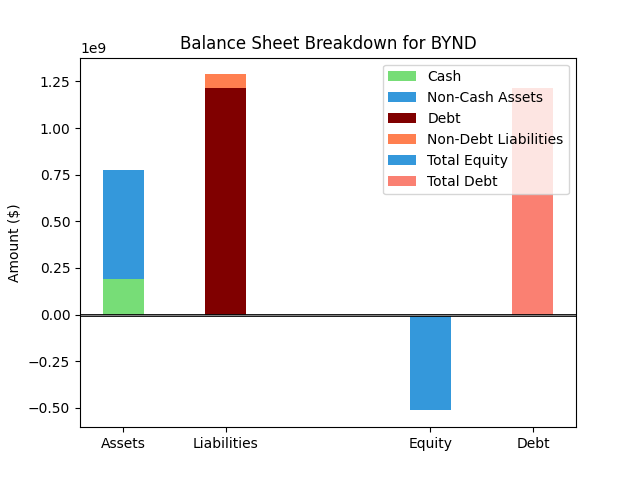 Balance Sheet Breakdown for BYND
1e9
Amount ($)
1.25
1.00
0.75
0.50
0.25
0.00
−0.25
−0.50
Cash
Non-Cash Assets
Debt
Non-Debt Liabilities
Total Equity
Total Debt
Assets
Liabilities
Equity
Debt